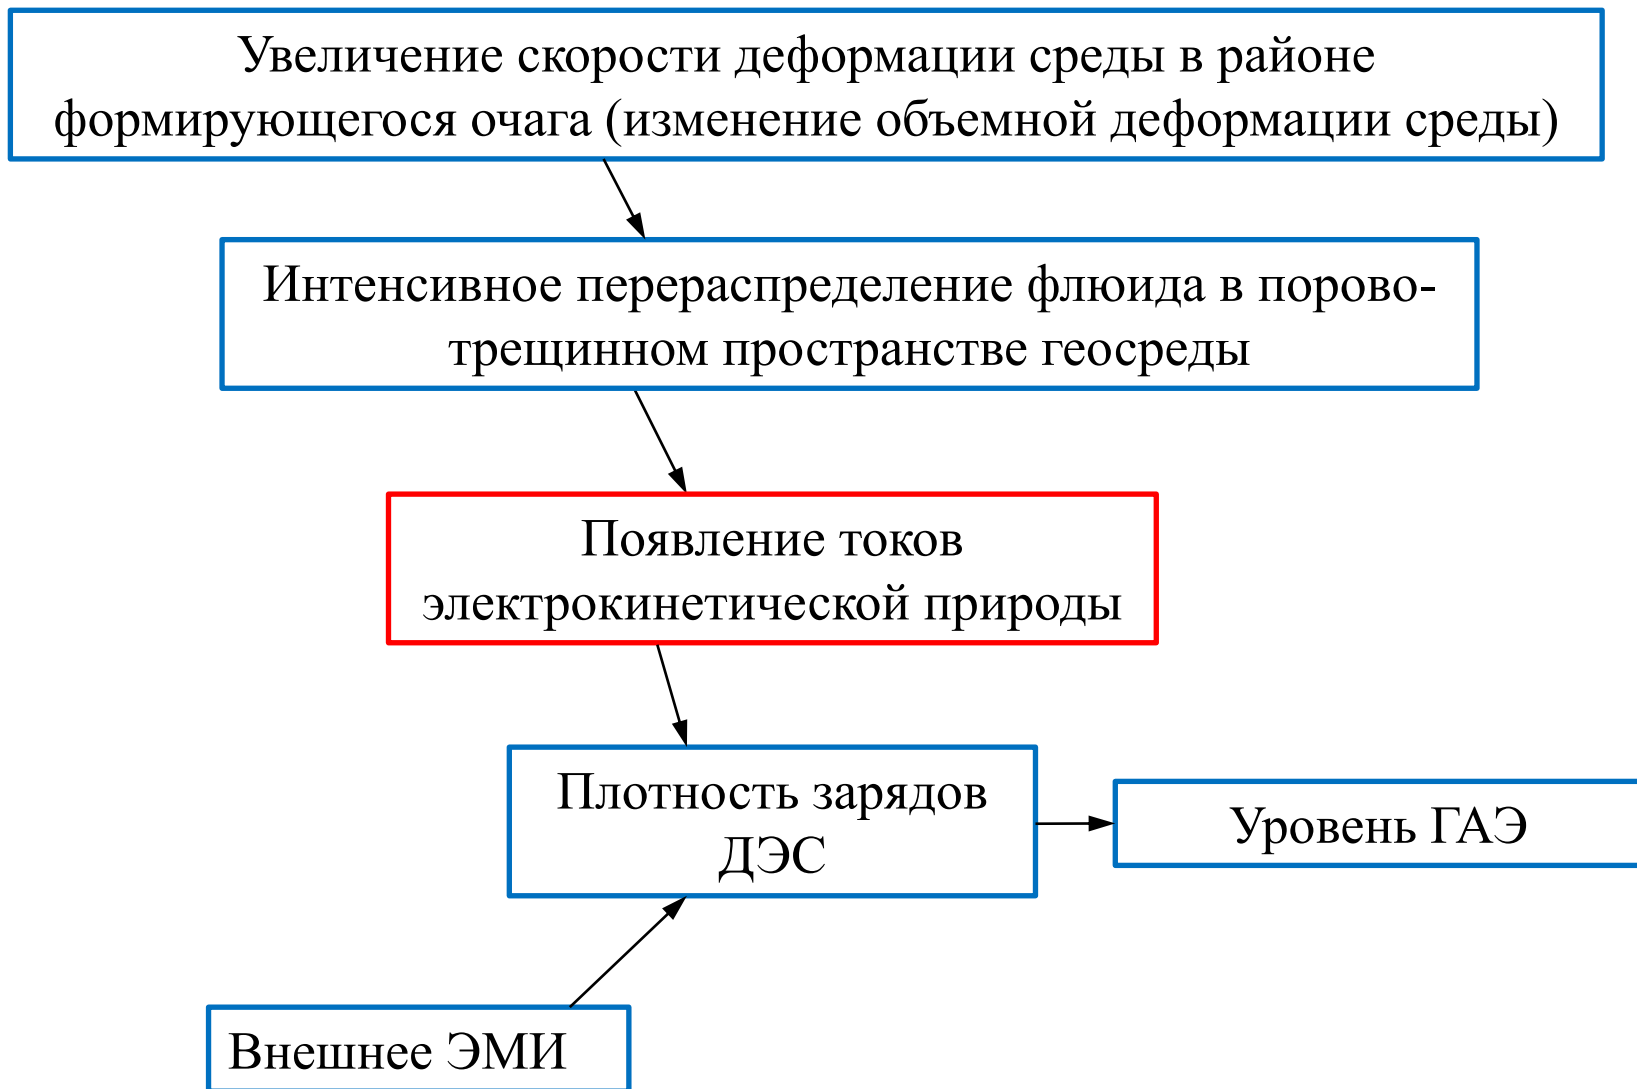 Увеличение скорости деформации среды в районе
формирующегося очага (изменение объемной деформации среды)
Интенсивное перераспределение флюида в порово-
трещинном пространстве геосреды
Появление токов
электрокинетической природы
Плотность зарядов
ДЭС
Уровень ГАЭ
Внешнее ЭМИ